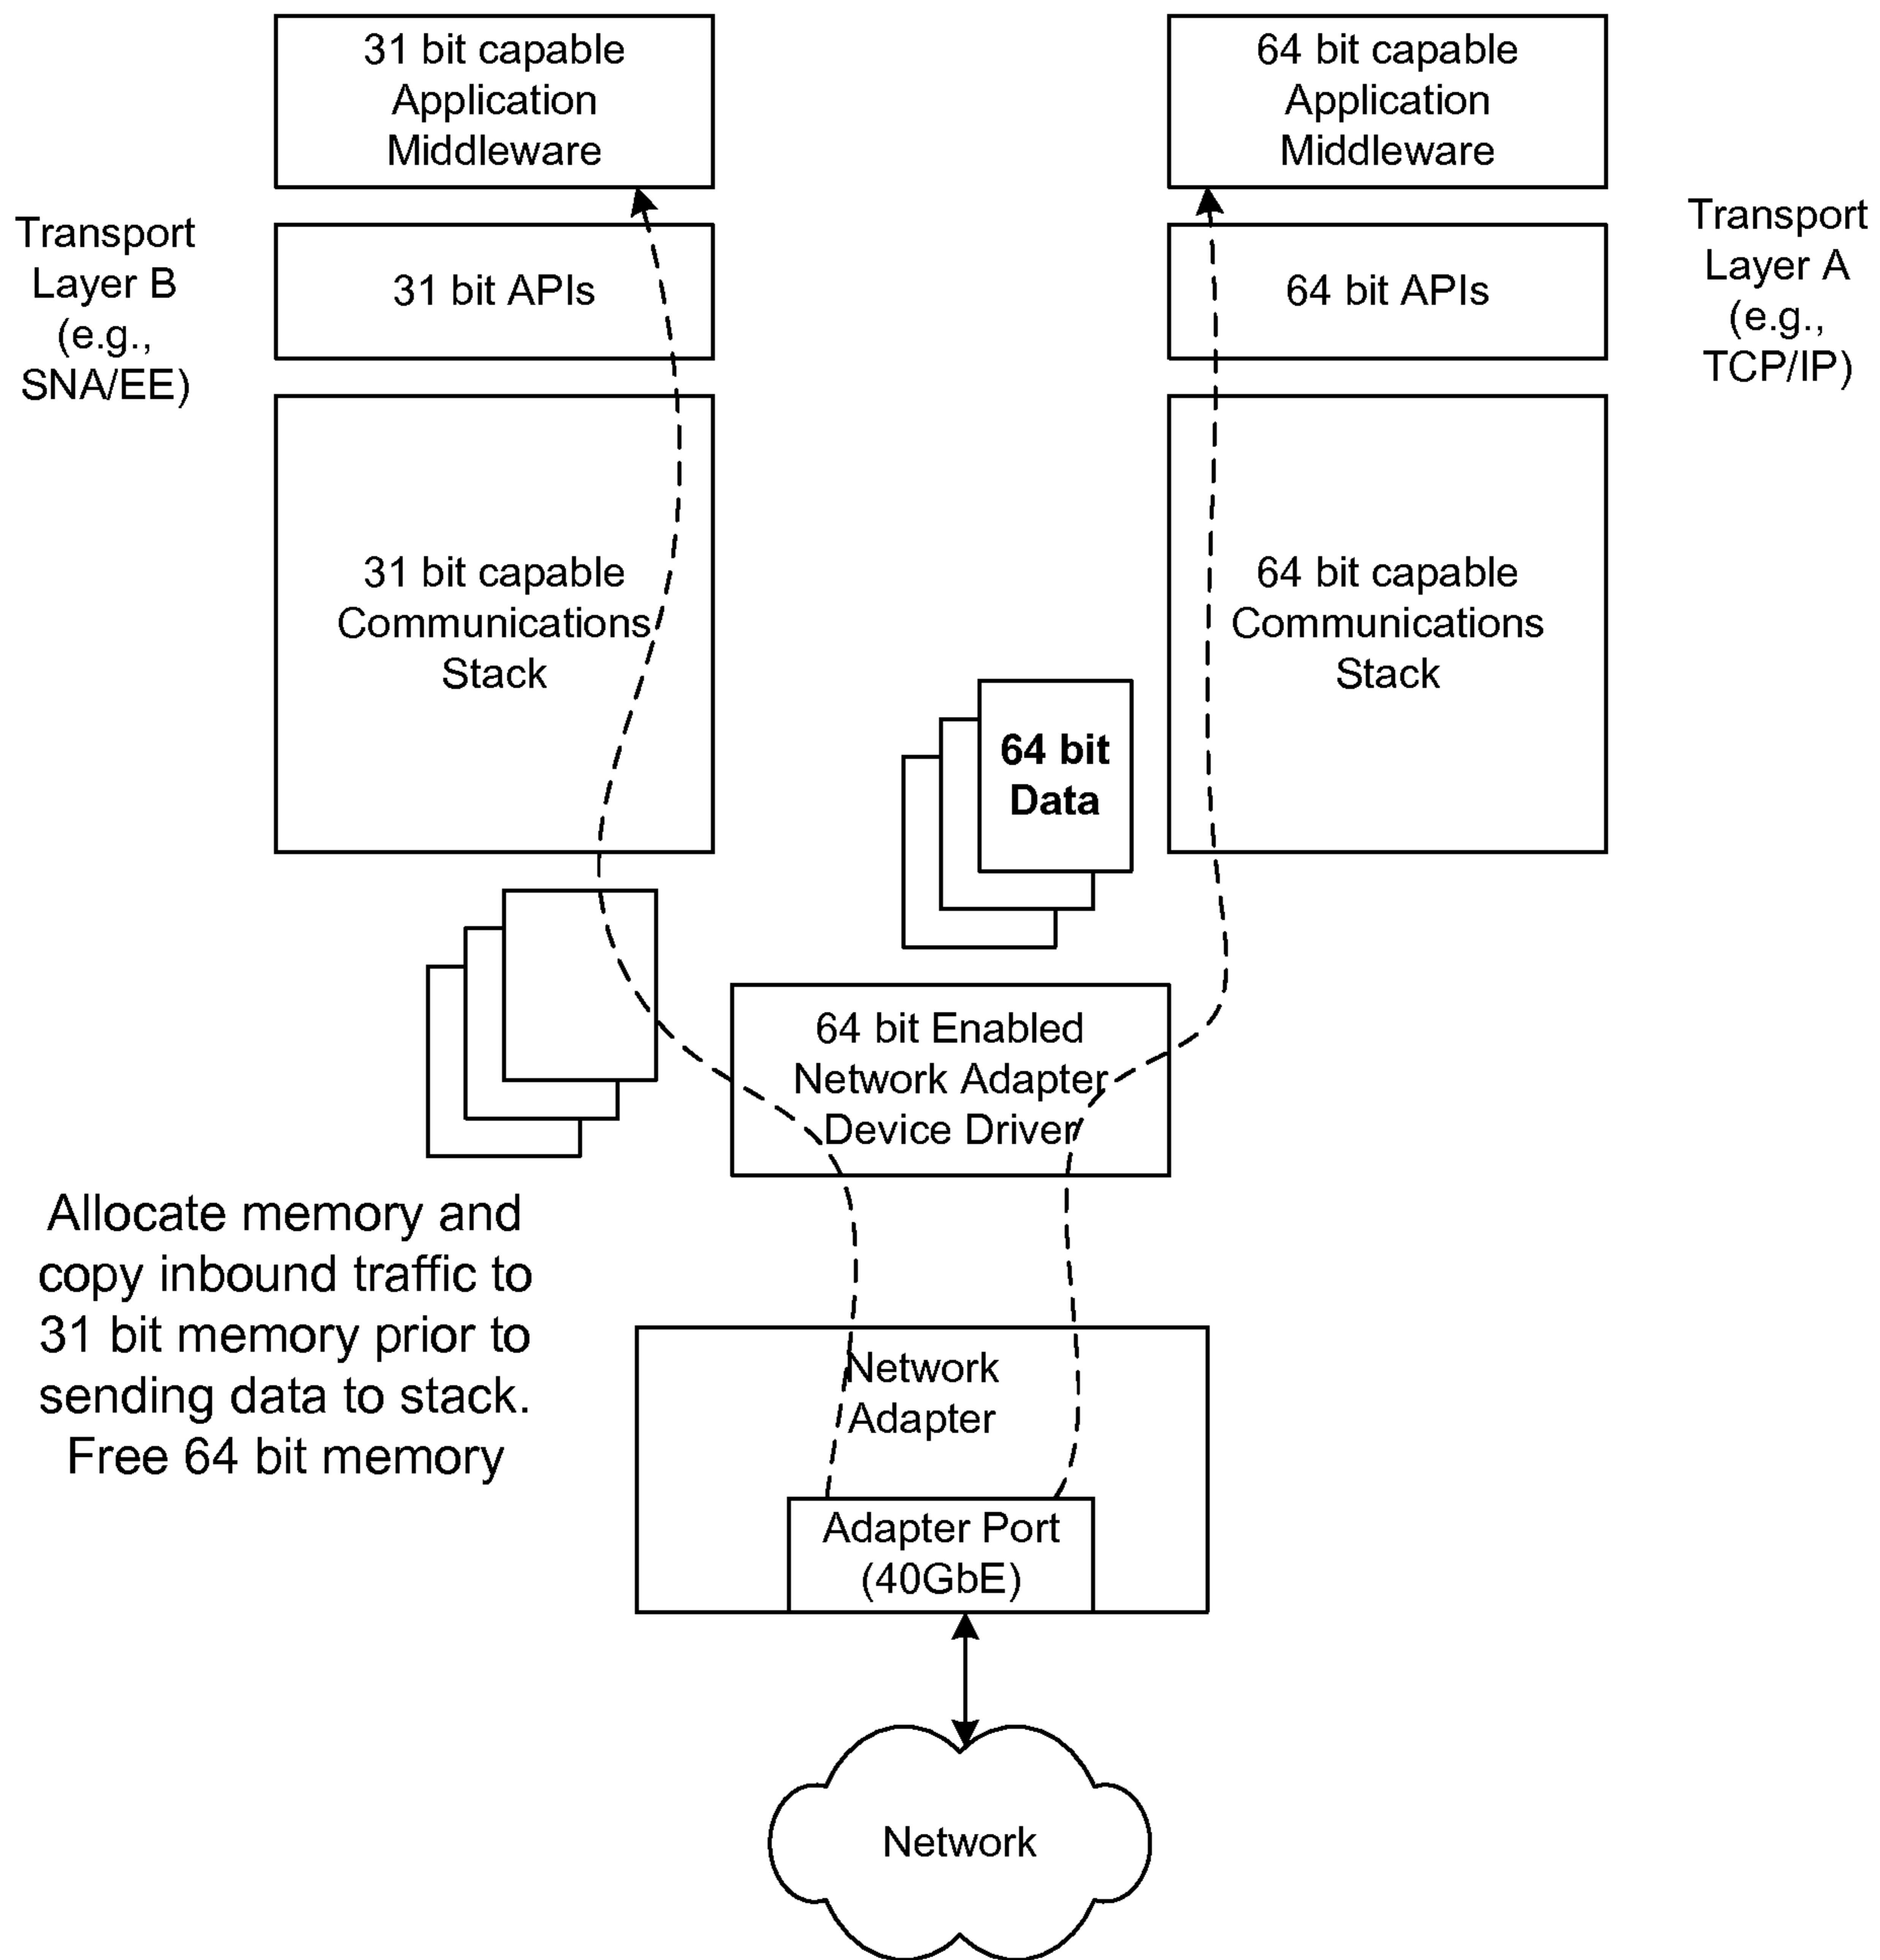 31 bit capable
Application
Middleware
64 bit capable
Application
Middleware
Transport
Layer B
(e.g.,
SNA/EE)
31 bit APIs
64 bit APIs
Transport
Layer A
(e.g.,
TCP/IP)
31 bit capable
Communications
Stack
64 bit capable
Communications
Stack
64 bit
Data
64 bit Enabled
Network Adapter
Device Driver
Allocate memory and
copy inbound traffic to
31 bit memory prior to
sending data to stack.
Free 64 bit memory
Network
Adapter
Adapter Port
(40GbE)
Network